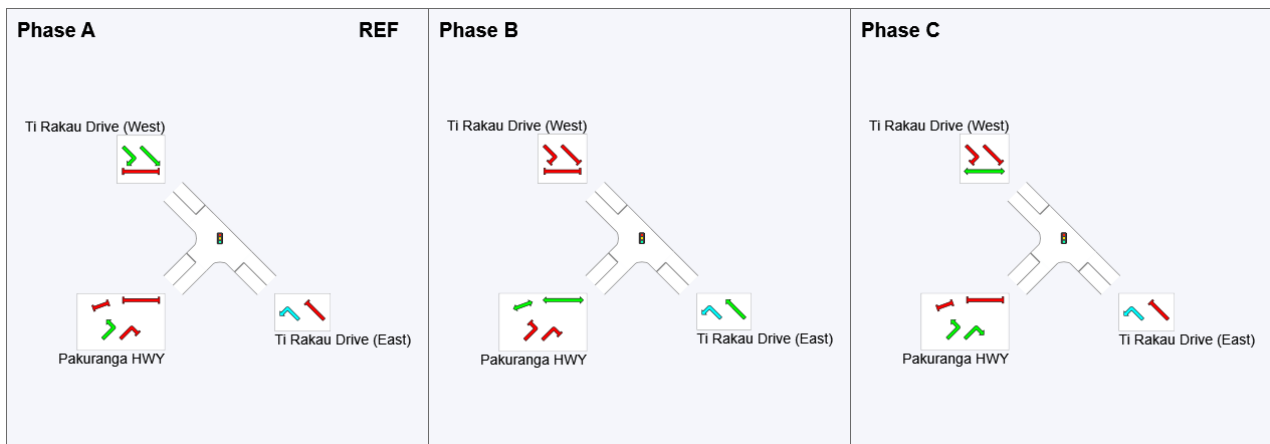 Phase A
REF
Ti Rakau Drive (West)
Pakuranga HWY
Ti Rakau Drive (East)
Phase B
Ti Rakau Drive (West)
Pakuranga HWY
Ti Rakau Drive (East)
Phase C
Ti Rakau Drive (West)
Pakuranga HWY
Ti Rakau Drive (East)